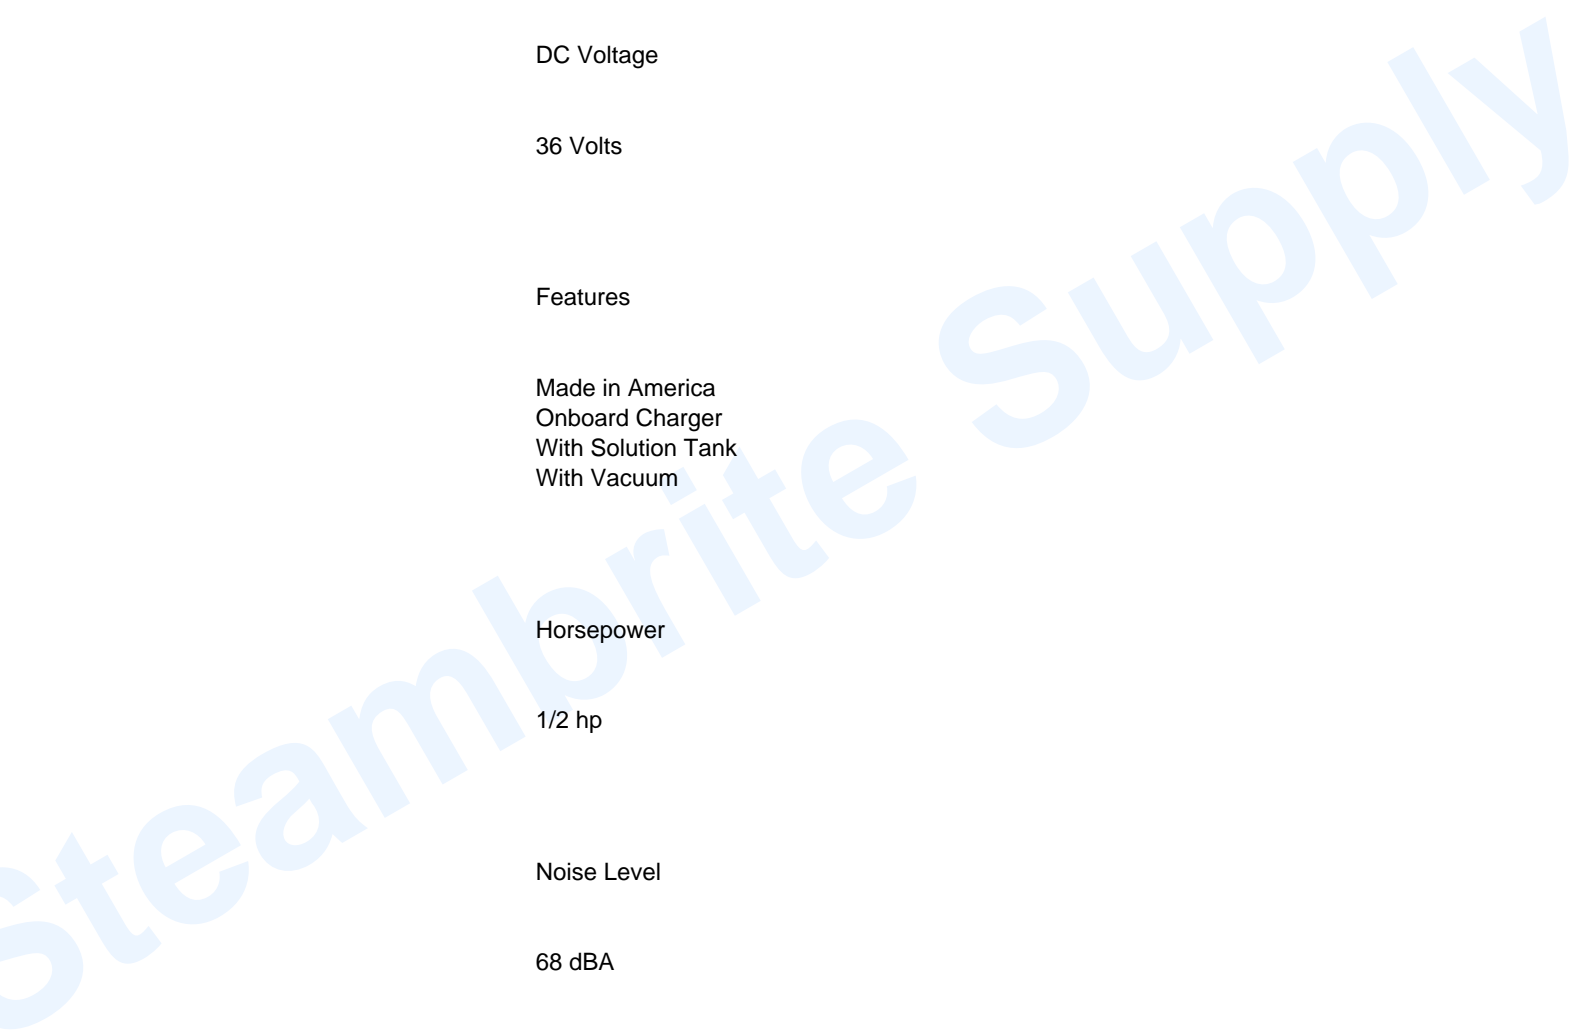 DC Voltage
36 Volts
Features
Made in America
Onboard Charger
With Solution Tank
With Vacuum
Horsepower
1/2 hp
Noise Level
68 dBA
Steambrite Supply